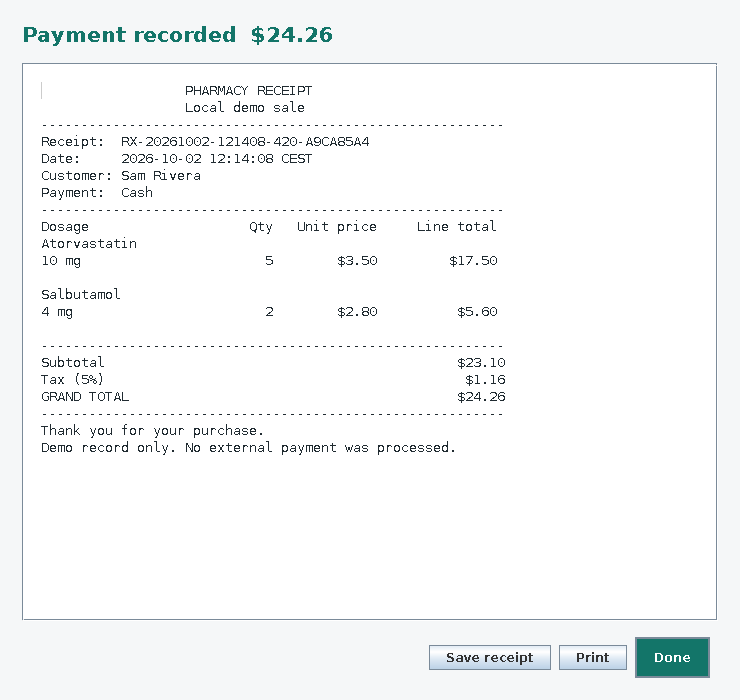 Payment recorded $24.26
PHARMACY RECEIPT
Local demo sale
----------------------------------------------------------
Receipt: RX-20261002-121408-420-A9CA85A4
Date: 2026-10-02 12:14:08 CEST
Customer: Sam Rivera
Payment: Cash
----------------------------------------------------------
Dosage Qty Unit price Line total
Atorvastatin
10 mg 5 $3.50 $17.50
Salbutamol
4 mg 2 $2.80 $5.60
----------------------------------------------------------
Subtotal $23.10
Tax (5%) $1.16
GRAND TOTAL $24.26
----------------------------------------------------------
Thank you for your purchase.
Demo record only. No external payment was processed.
Save receipt Print Done